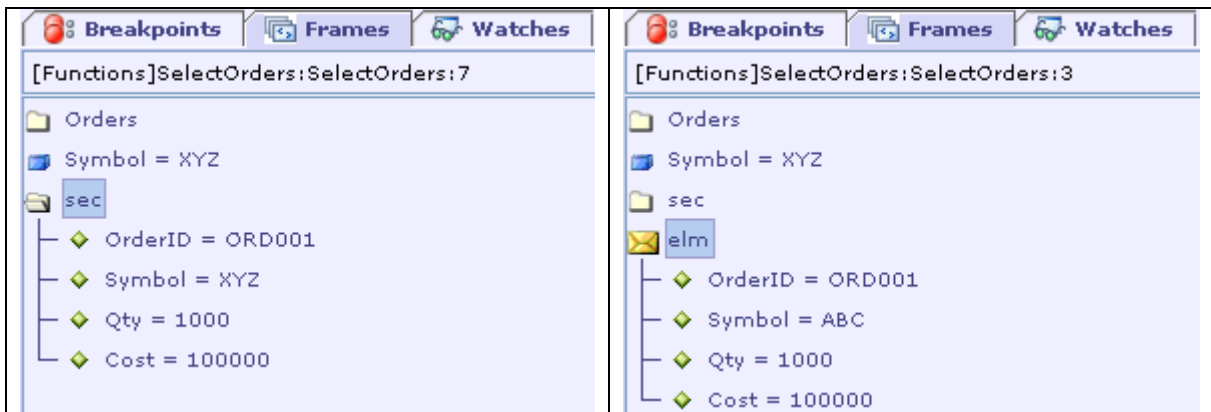 Breakpoints Frames Watches
[Functions]SelectOrders:SelectOrders:7
Orders
Symbol = XYZ
sec
OrderID = ORD001
Symbol = XYZ
Qty = 1000
Cost = 100000
Breakpoints Frames Watches
[Functions]SelectOrders:SelectOrders:3
Orders
Symbol = XYZ
sec
elm
OrderID = ORD001
Symbol = ABC
Qty = 1000
Cost = 100000